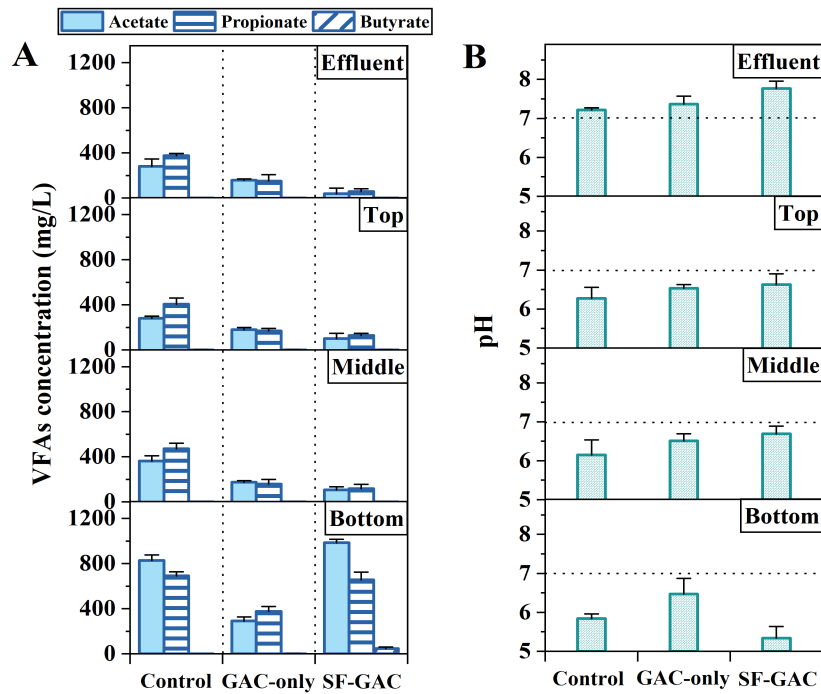 Acetate Propionate Butyrate
A
B
VFAs concentration (mg/L)
Effluent
1200
800
400
0
Top
1200
800
400
0
Middle
1200
800
400
0
Bottom
1200
800
400
0
Control GAC-only SF-GAC
pH
Effluent
8
7
6
5
Top
8
7
6
5
Middle
8
7
6
5
Bottom
8
7
6
5
Control GAC-only SF-GAC